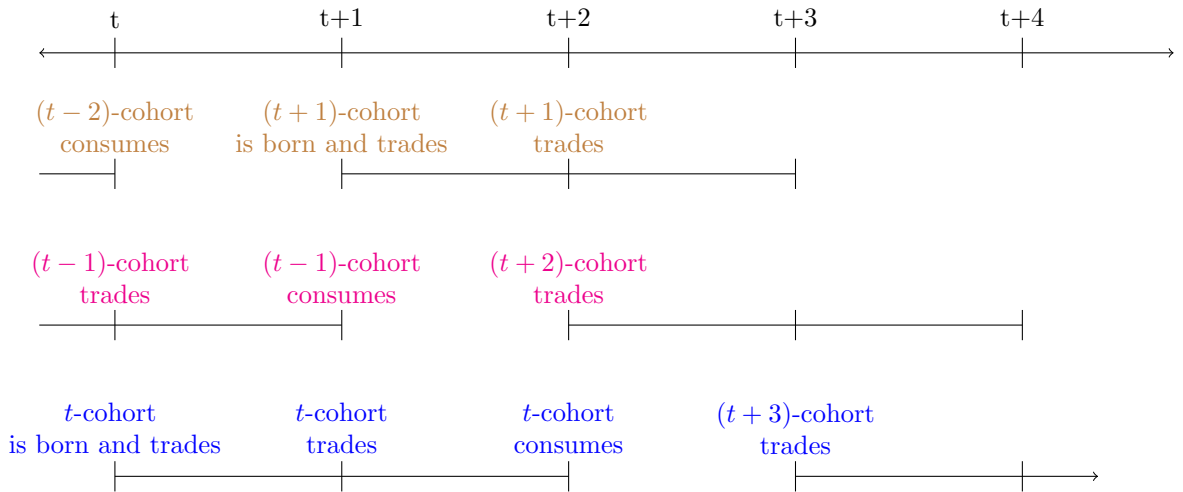 t t+1 t+2 t+3 t+4
(t − 2)-cohort (t + 1)-cohort (t + 1)-cohort
consumes is born and trades trades
(t − 1)-cohort (t − 1)-cohort (t + 2)-cohort
trades consumes trades
t-cohort t-cohort t-cohort (t + 3)-cohort
is born and trades trades consumes trades